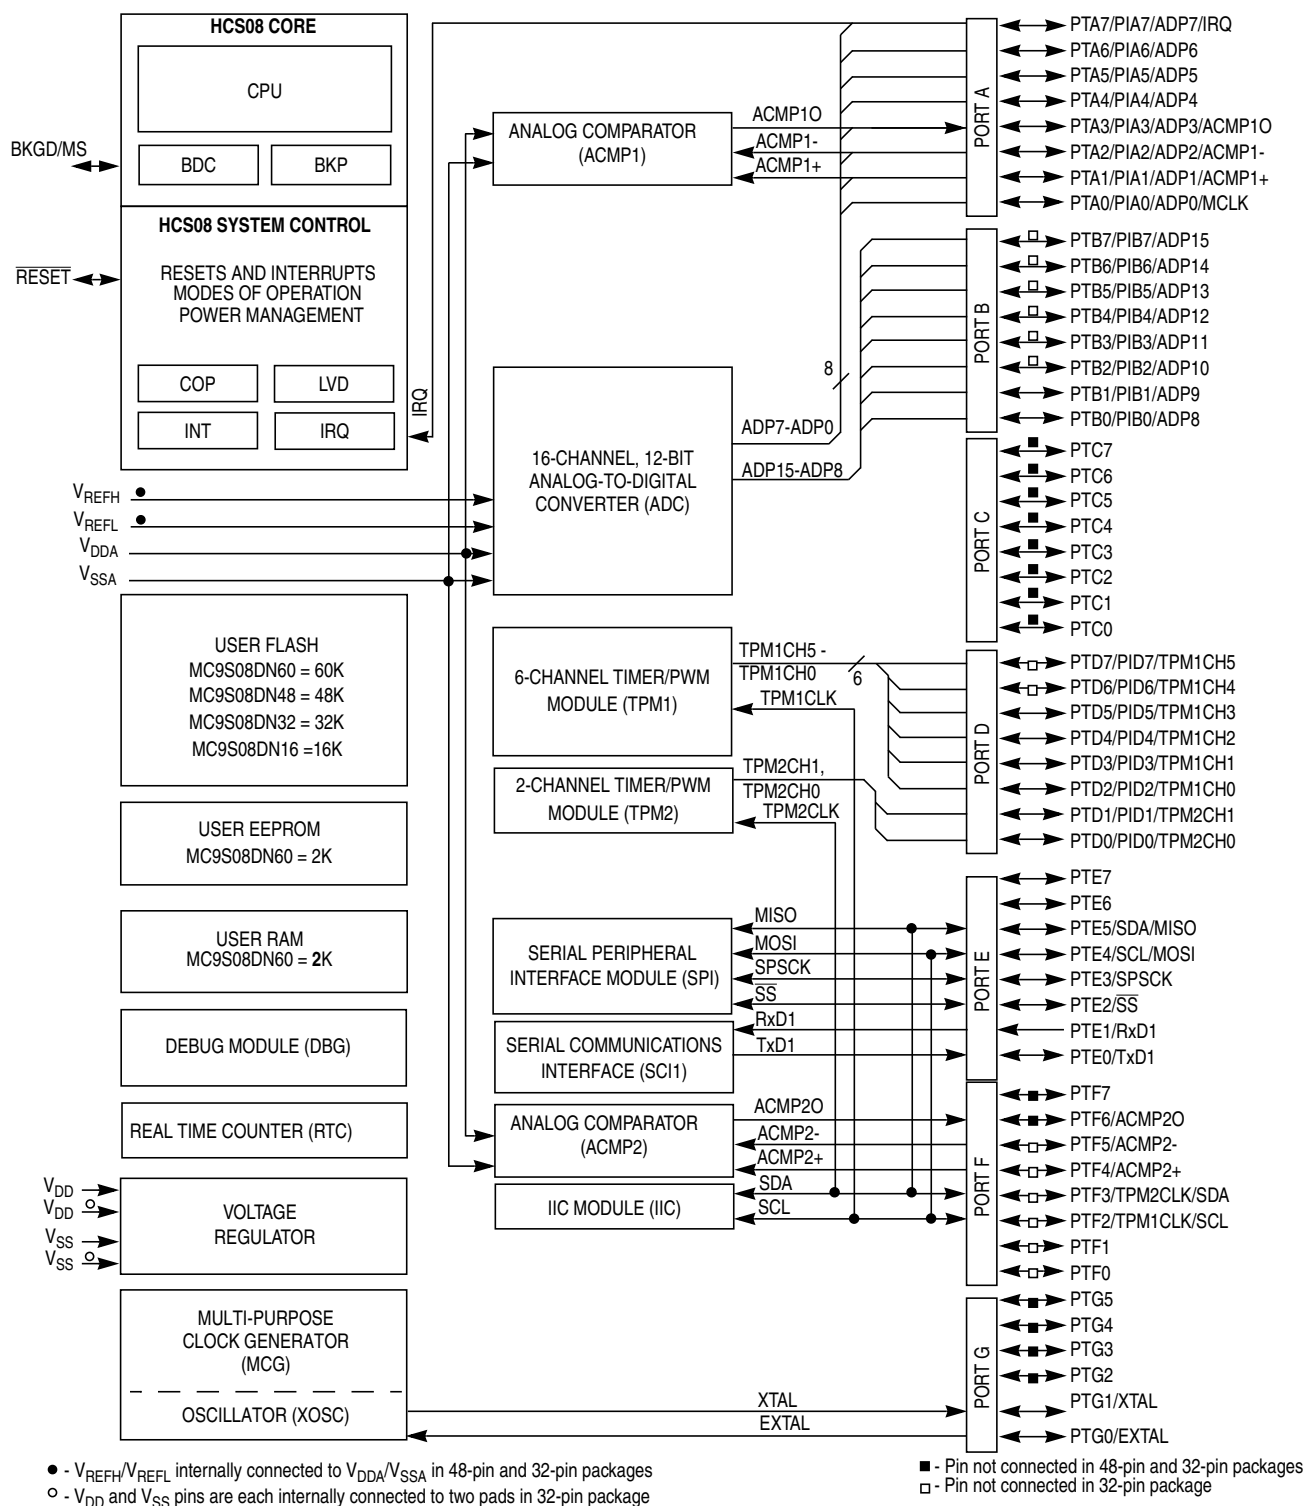 HCS08 CORE
CPU
BDC
BKP
BKGD/MS
HCS08 SYSTEM CONTROL
RESETS AND INTERRUPTS
MODES OF OPERATION
POWER MANAGEMENT
RESET
COP
LVD
INT
IRQ
IRQ
VREFH
VREFL
VDDA
VSSA
USER FLASH
MC9S08DN60 = 60K
MC9S08DN48 = 48K
MC9S08DN32 = 32K
MC9S08DN16 =16K
USER EEPROM
MC9S08DN60 = 2K
USER RAM
MC9S08DN60 = 2K
DEBUG MODULE (DBG)
REAL TIME COUNTER (RTC)
VDD
VDD
VSS
VSS
VOLTAGE
REGULATOR
MULTI-PURPOSE
CLOCK GENERATOR
(MCG)
OSCILLATOR (XOSC)
ANALOG COMPARATOR
(ACMP1)
ACMP1O
ACMP1-
ACMP1+
16-CHANNEL, 12-BIT
ANALOG-TO-DIGITAL
CONVERTER (ADC)
8
ADP7-ADP0
ADP15-ADP8
6-CHANNEL TIMER/PWM
MODULE (TPM1)
TPM1CH5 -
TPM1CH0
6
TPM1CLK
2-CHANNEL TIMER/PWM
MODULE (TPM2)
TPM2CH1,
TPM2CH0
TPM2CLK
SERIAL PERIPHERAL
INTERFACE MODULE (SPI)
MISO
MOSI
SPSCK
SS
SERIAL COMMUNICATIONS
INTERFACE (SCI1)
RxD1
TxD1
ANALOG COMPARATOR
(ACMP2)
ACMP2O
ACMP2-
ACMP2+
IIC MODULE (IIC)
SDA
SCL
XTAL
EXTAL
PORT A
PTA7/PIA7/ADP7/IRQ
PTA6/PIA6/ADP6
PTA5/PIA5/ADP5
PTA4/PIA4/ADP4
PTA3/PIA3/ADP3/ACMP1O
PTA2/PIA2/ADP2/ACMP1-
PTA1/PIA1/ADP1/ACMP1+
PTA0/PIA0/ADP0/MCLK
PORT B
PTB7/PIB7/ADP15
PTB6/PIB6/ADP14
PTB5/PIB5/ADP13
PTB4/PIB4/ADP12
PTB3/PIB3/ADP11
PTB2/PIB2/ADP10
PTB1/PIB1/ADP9
PTB0/PIB0/ADP8
PORT C
PTC7
PTC6
PTC5
PTC4
PTC3
PTC2
PTC1
PTC0
PORT D
PTD7/PID7/TPM1CH5
PTD6/PID6/TPM1CH4
PTD5/PID5/TPM1CH3
PTD4/PID4/TPM1CH2
PTD3/PID3/TPM1CH1
PTD2/PID2/TPM1CH0
PTD1/PID1/TPM2CH1
PTD0/PID0/TPM2CH0
PORT E
PTE7
PTE6
PTE5/SDA/MISO
PTE4/SCL/MOSI
PTE3/SPSCK
PTE2/SS
PTE1/RxD1
PTE0/TxD1
PORT F
PTF7
PTF6/ACMP2O
PTF5/ACMP2-
PTF4/ACMP2+
PTF3/TPM2CLK/SDA
PTF2/TPM1CLK/SCL
PTF1
PTF0
PORT G
PTG5
PTG4
PTG3
PTG2
PTG1/XTAL
PTG0/EXTAL
● - VREFH/VREFL internally connected to VDDA/VSSA in 48-pin and 32-pin packages
○ - VDD and VSS pins are each internally connected to two pads in 32-pin package
■ - Pin not connected in 48-pin and 32-pin packages
□ - Pin not connected in 32-pin package